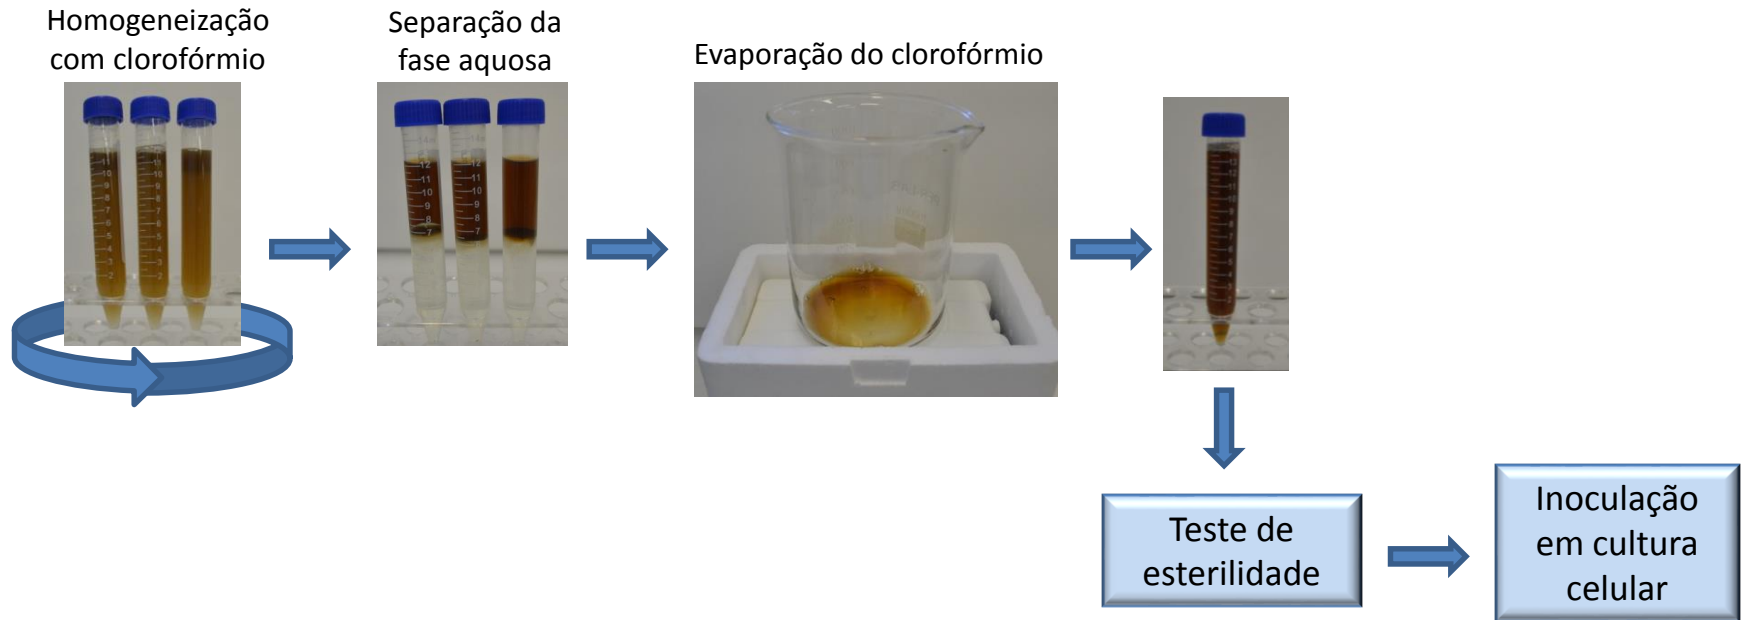 Homogeneização
com clorofórmio
Separação da
fase aquosa
Evaporação do clorofórmio
Teste de
esterilidade
Inoculação
em cultura
celular